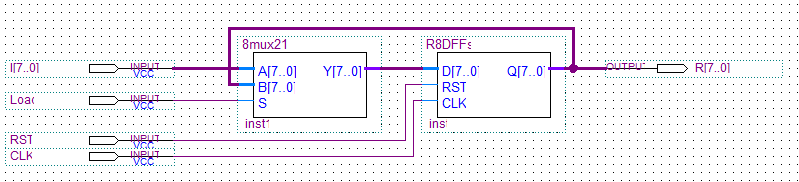 8mux21 R8DFFs
I[7..0] INPUT VCC A[7..0] Y[7..0] D[7..0] Q[7..0] OUTPUT R[7..0]
B[7..0] RST
Load INPUT VCC S CLK
inst1 ins
RST INPUT VCC
CLK INPUT VCC